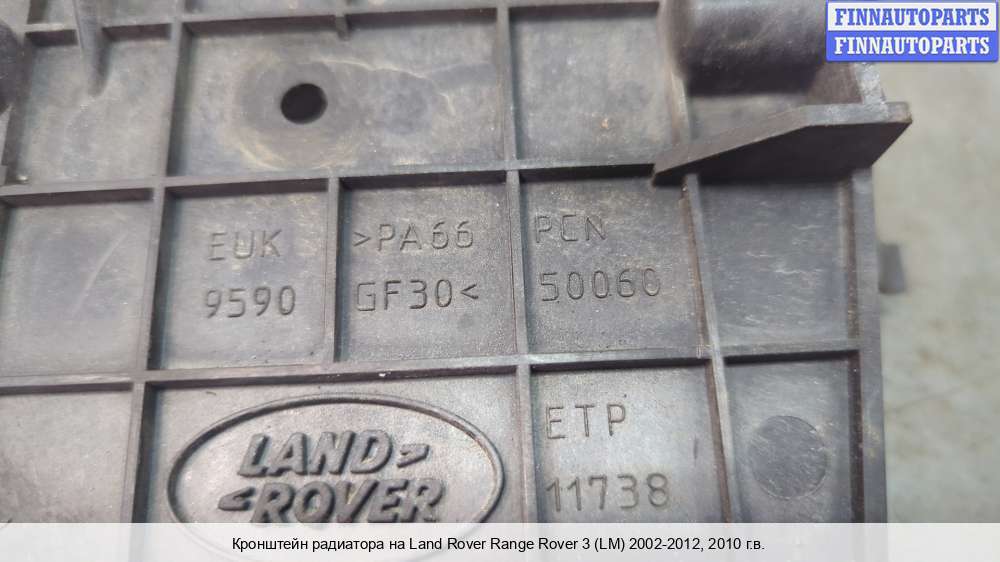 FINNAUTOPARTS
FINNAUTOPARTS
EUK
9590
>PA66
GF30<
PCN
50060
ETP
11738
LAND
ROVER
Кронштейн радиатора на Land Rover Range Rover 3 (LM) 2002-2012, 2010 г.в.